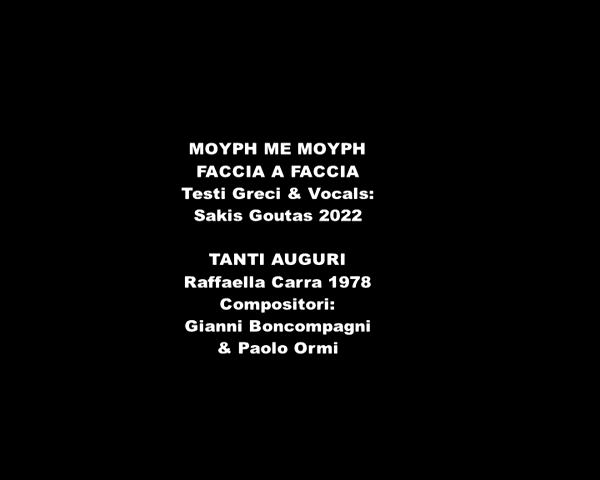 ΜΟΥΡΗ ΜΕ ΜΟΥΡΗ
FACCIA A FACCIA
Testi Greci & Vocals:
Sakis Goutas 2022
TANTI AUGURI
Raffaella Carra 1978
Compositori:
Gianni Boncompagni
& Paolo Ormi